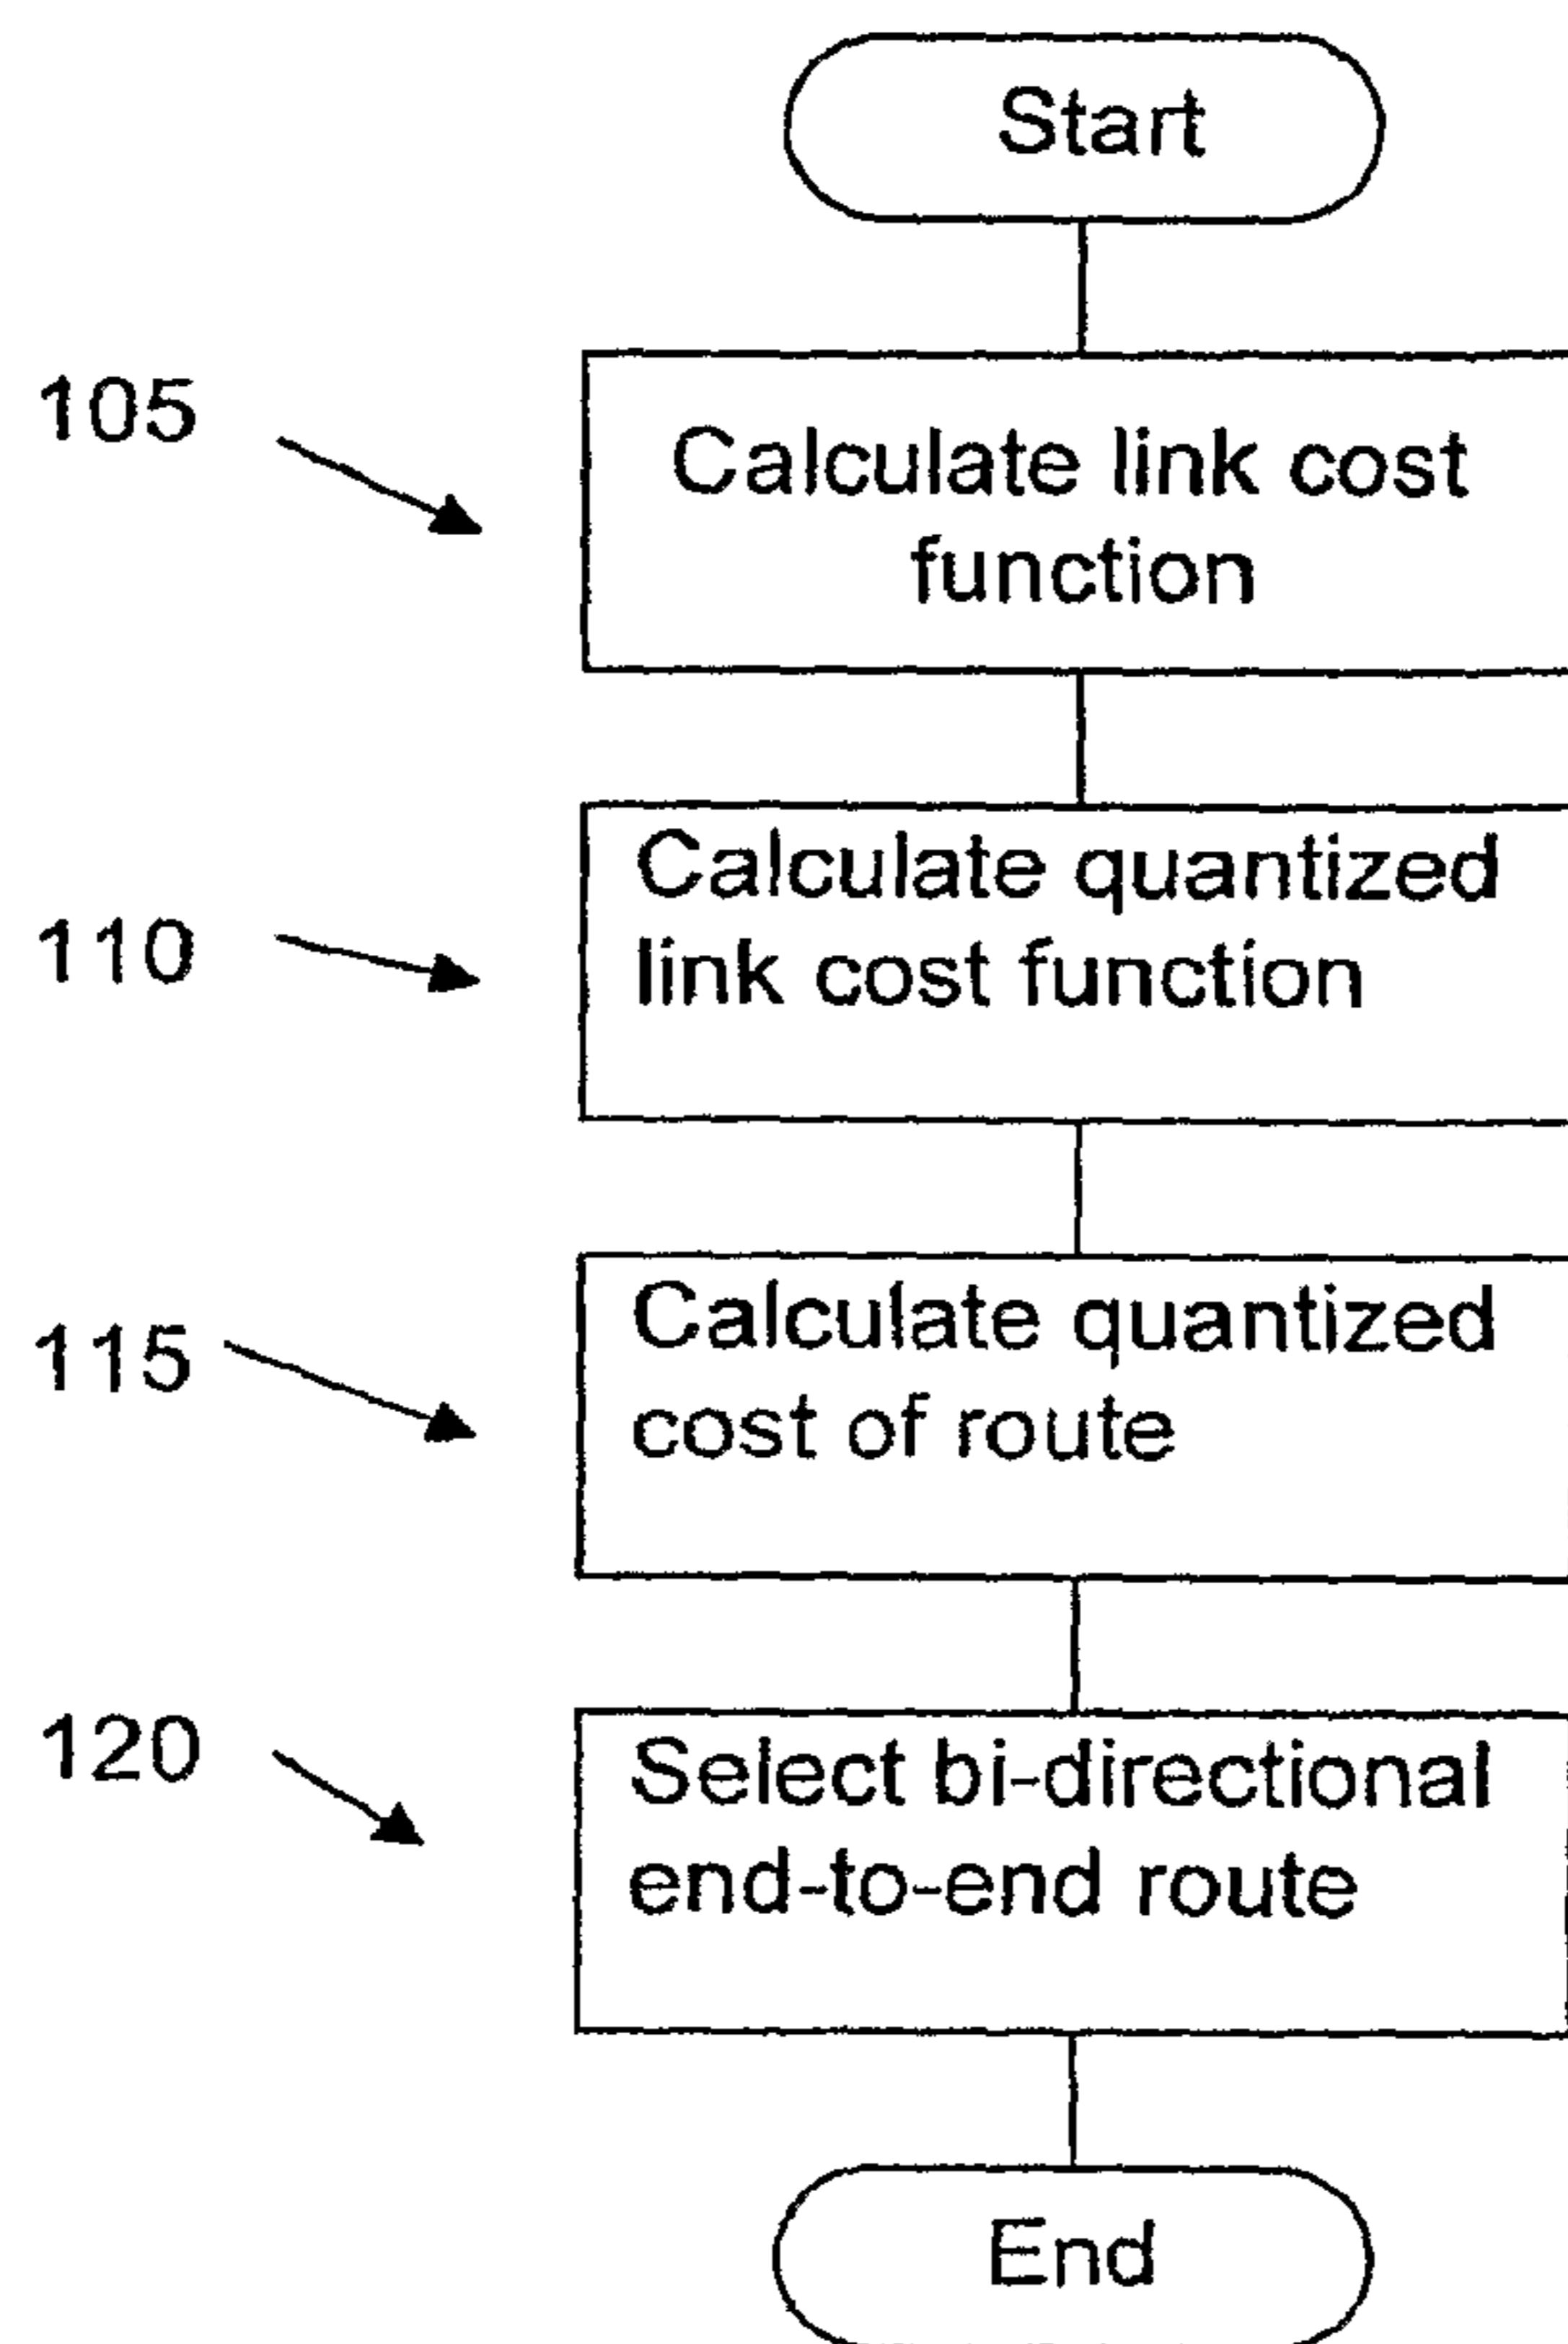 Start
105
Calculate link cost
function
110
Calculate quantized
link cost function
115
Calculate quantized
cost of route
120
Select bi-directional
end-to-end route
End